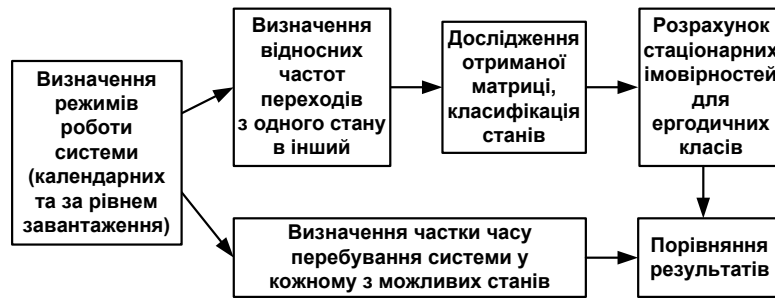 Визначення
режимів
роботи
системи
(календарних
та за рівнем
завантаження)
Визначення
відносних
частот
переходів
з одного стану
в інший
Дослідження
отриманої
матриці,
класифікація
станів
Розрахунок
стаціонарних
імовірностей
для
ергодичних
класів
Визначення частки часу
перебування системи у
кожному з можливих станів
Порівняння
результатів